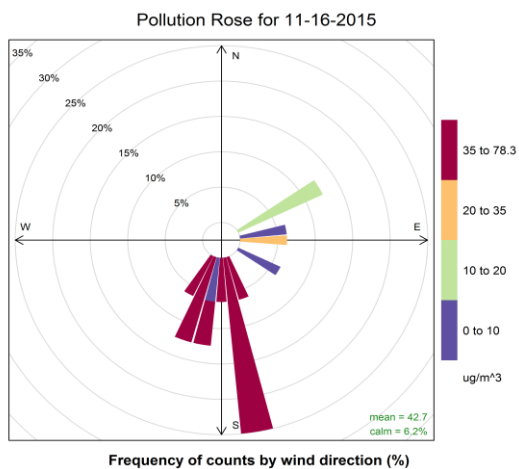 Pollution Rose for 11-16-2015
35%
30%
25%
20%
15%
10%
5%
N
W
E
S
mean = 42.7
calm = 6.2%
35 to 78.3
20 to 35
10 to 20
0 to 10
ug/m^3
Frequency of counts by wind direction (%)